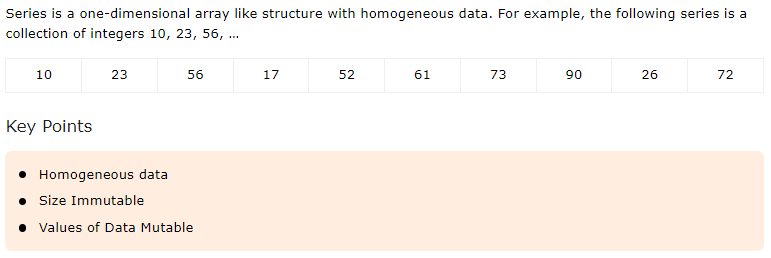 Series is a one-dimensional array like structure with homogeneous data. For example, the following series is a
collection of integers 10, 23, 56, …
10 23 56 17 52 61 73 90 26 72
Key Points
● Homogeneous data
● Size Immutable
● Values of Data Mutable